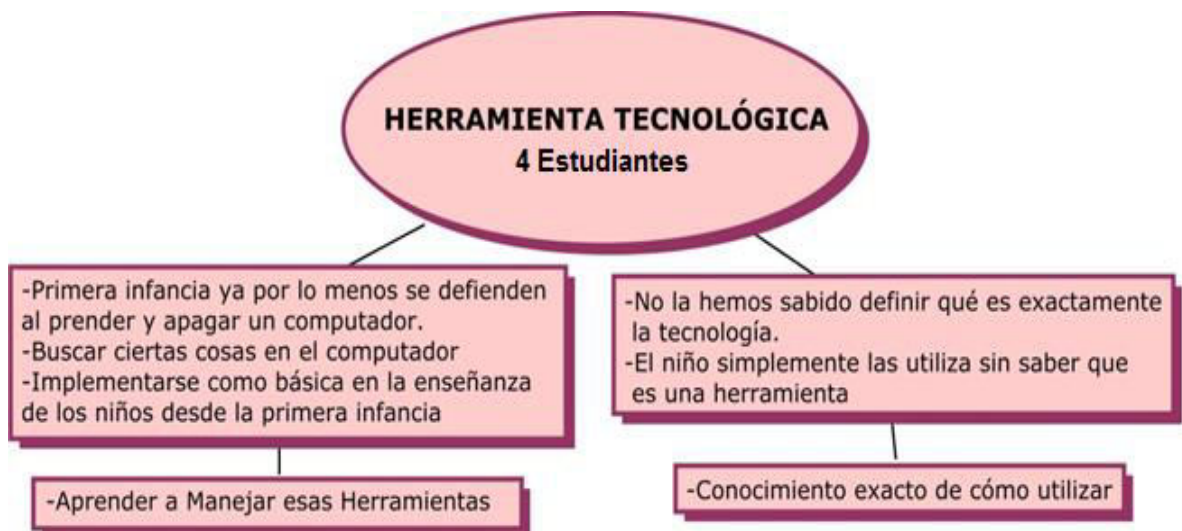 HERRAMIENTA TECNOLÓGICA
4 Estudiantes
-Primera infancia ya por lo menos se defienden
al prender y apagar un computador.
-Buscar ciertas cosas en el computador
-Implementarse como básica en la enseñanza
de los niños desde la primera infancia
-No la hemos sabido definir qué es exactamente
la tecnología.
-El niño simplemente las utiliza sin saber que
es una herramienta
-Aprender a Manejar esas Herramientas
-Conocimiento exacto de cómo utilizar